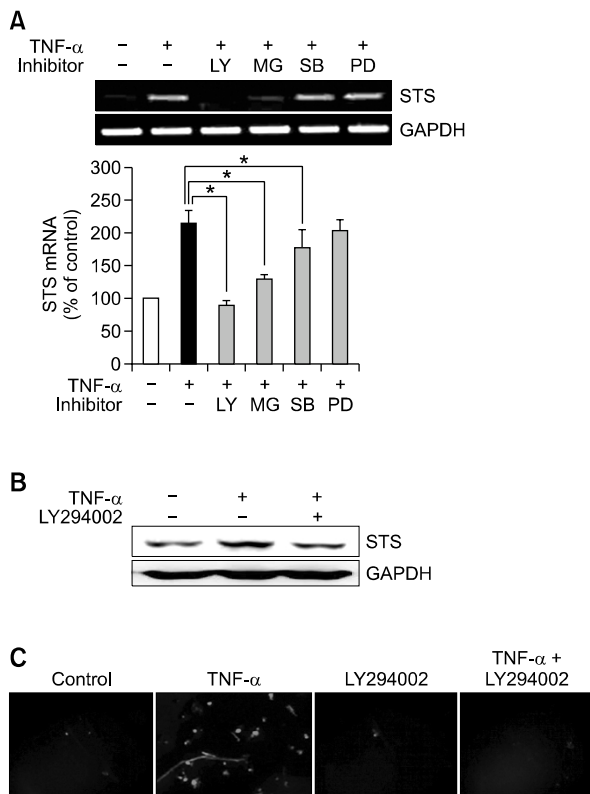 A
TNF-α − + + + + +
Inhibitor − − LY MG SB PD
STS
GAPDH
300
250
200
150
100
50
0
STS mRNA
(% of control)
*
*
*
TNF-α − + + + + +
Inhibitor − − LY MG SB PD
B
TNF-α − + +
LY294002 − − +
STS
GAPDH
C
Control TNF-α LY294002 TNF-α +
LY294002